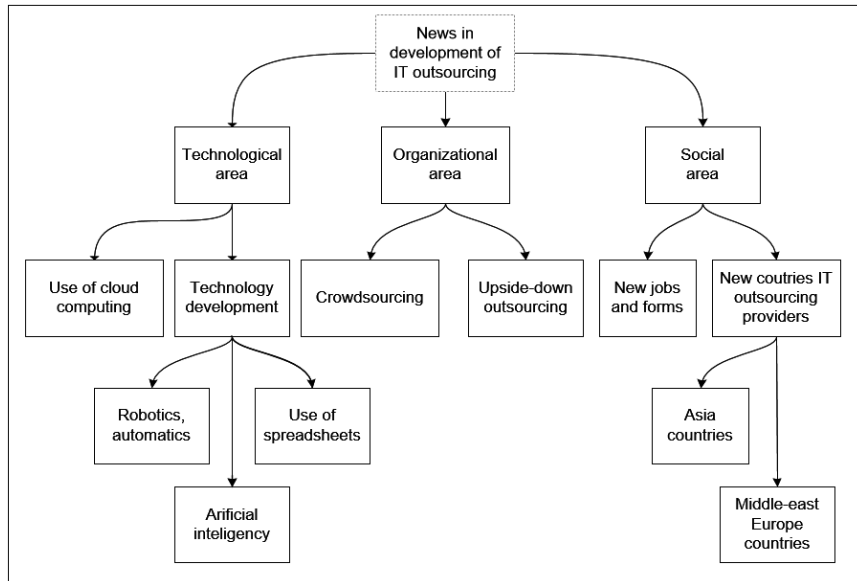 News in
development of
IT outsourcing
Technological
area
Organizational
area
Social
area
Use of cloud
computing
Technology
development
Crowdsourcing
Upside-down
outsourcing
New jobs
and forms
New coutries IT
outsourcing
providers
Robotics,
automatics
Use of
spreadsheets
Asia
countries
Arificial
inteligency
Middle-east
Europe
countries